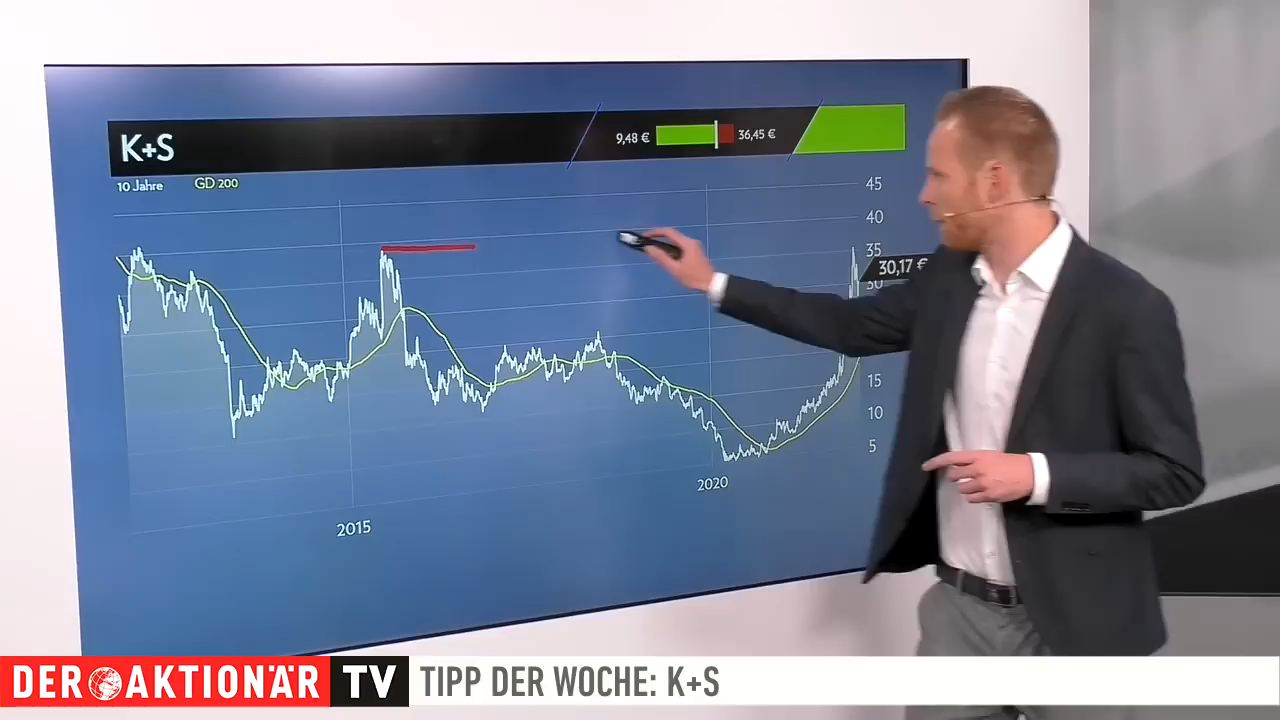 K+S
9,48 € 36,45 €
10 Jahre GD 200
45
40
35
30,17 €
30
15
10
5
2020
2015
DER AKTIONÄR TV TIPP DER WOCHE: K+S